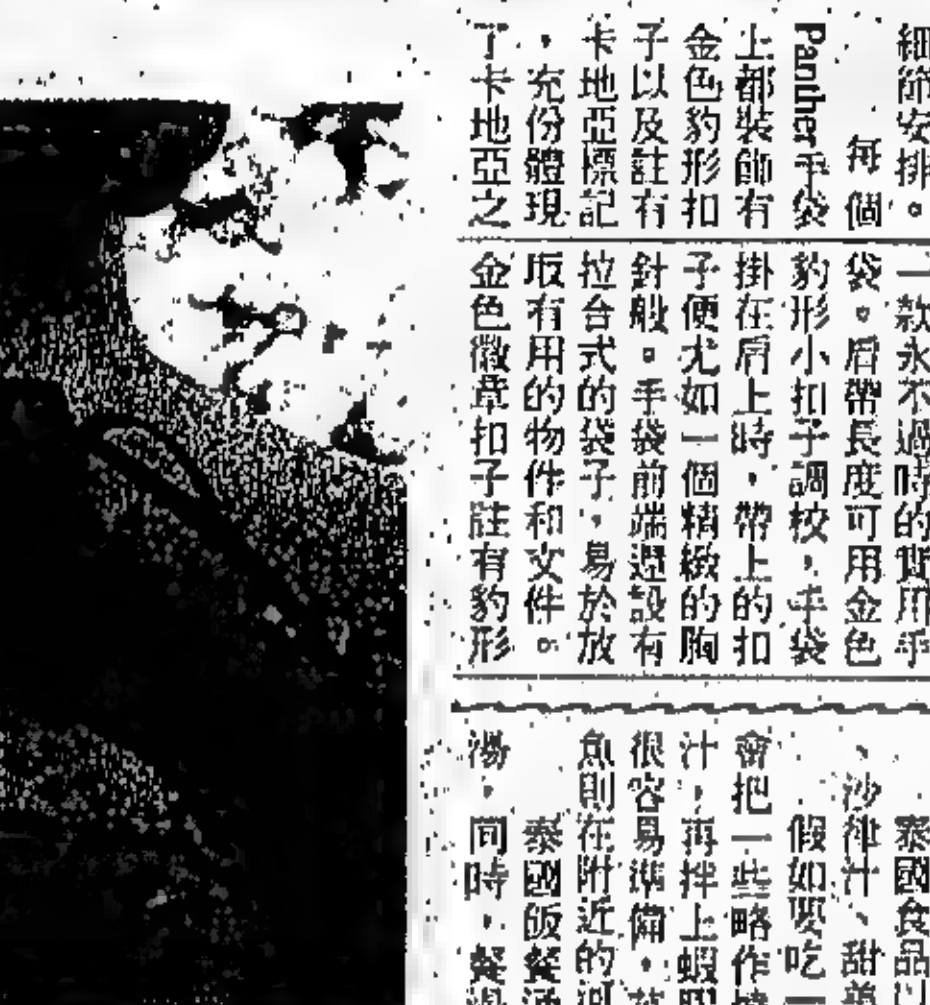 細節安排。
每個
Panther手袋
上都裝飾有
金色豹形扣
子以及註有
卡地亞標記
，充份體現
了卡地亞之
一款永不過時的實用手
袋。肩帶長度可用金色
豹形小扣子調校，手袋
掛在肩上時，帶上的扣
子便尤如一個精緻的胸
針般。手袋前端還設有
拉合式的袋子，易於放
取有用的物件和文件。
金色徽章扣子註有豹形
泰國食品以
、沙律汁、甜薑
假如要吃一
會把一些略作
汁，再拌上蝦
很容易準備，
魚則在附近的河
泰國飯餐
湯，同時，餐